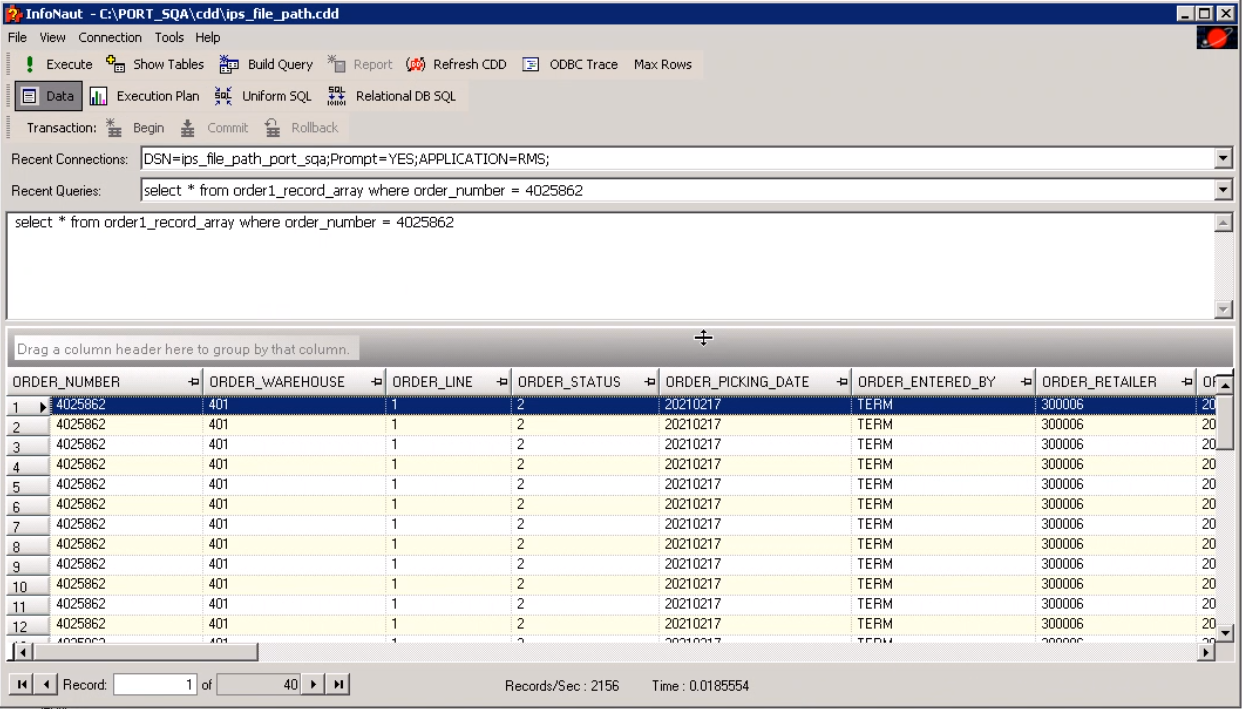 InfoNaut - C:\PORT_SQA\cdd\ips_file_path.cdd
File View Connection Tools Help
Execute Show Tables Build Query Report Refresh CDD ODBC Trace Max Rows
Data Execution Plan Uniform SQL Relational DB SQL
Transaction: Begin Commit Rollback
Recent Connections: DSN=ips_file_path_port_sqa;Prompt=YES;APPLICATION=RMS;
Recent Queries: select * from order1_record_array where order_number = 4025862
select * from order1_record_array where order_number = 4025862
Drag a column header here to group by that column.
ORDER_NUMBER ORDER_WAREHOUSE ORDER_LINE ORDER_STATUS ORDER_PICKING_DATE ORDER_ENTERED_BY ORDER_RETAILER
1 4025862 401 1 2 20210217 TERM 300006 20
2 4025862 401 1 2 20210217 TERM 300006 20
3 4025862 401 1 2 20210217 TERM 300006 20
4 4025862 401 1 2 20210217 TERM 300006 20
5 4025862 401 1 2 20210217 TERM 300006 20
6 4025862 401 1 2 20210217 TERM 300006 20
7 4025862 401 1 2 20210217 TERM 300006 20
8 4025862 401 1 2 20210217 TERM 300006 20
9 4025862 401 1 2 20210217 TERM 300006 20
10 4025862 401 1 2 20210217 TERM 300006 20
11 4025862 401 1 2 20210217 TERM 300006 20
12 4025862 401 1 2 20210217 TERM 300006 20
Record: 1 of 40 Records/Sec : 2156 Time : 0.0185554